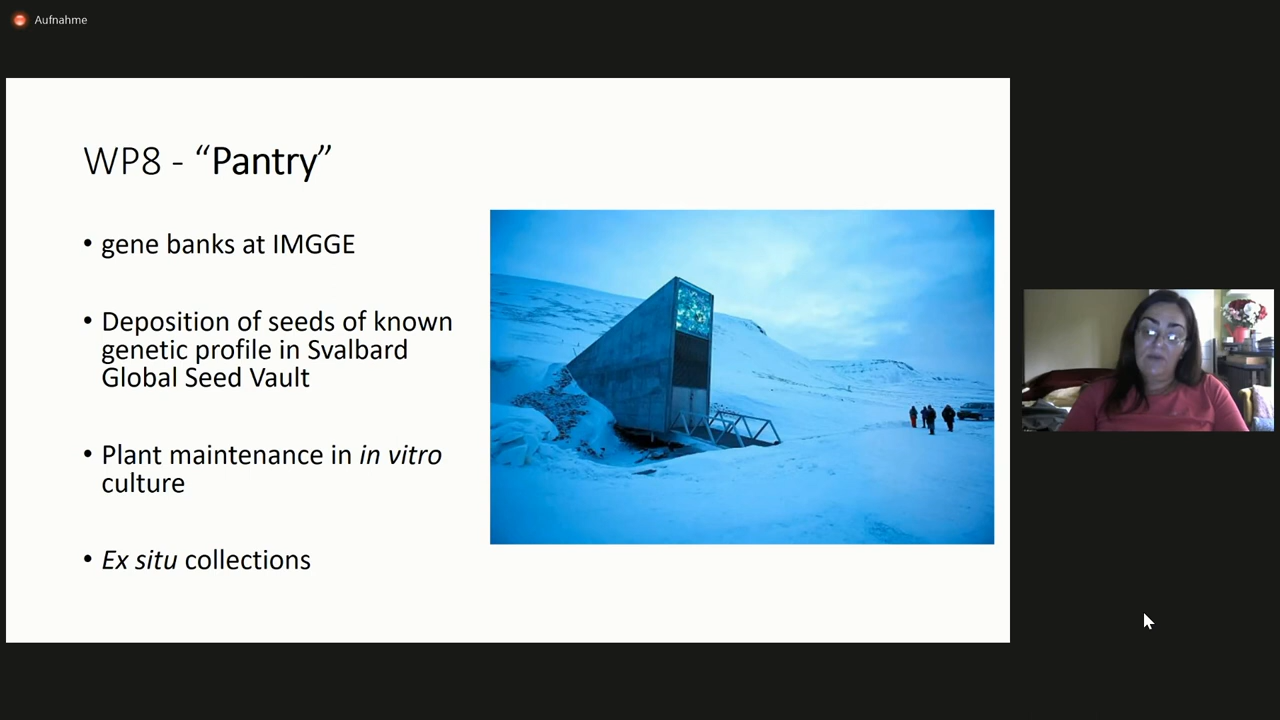 Aufnahme
WP8 - “Pantry”
• gene banks at IMGGE
• Deposition of seeds of known
genetic profile in Svalbard
Global Seed Vault
• Plant maintenance in in vitro
culture
• Ex situ collections